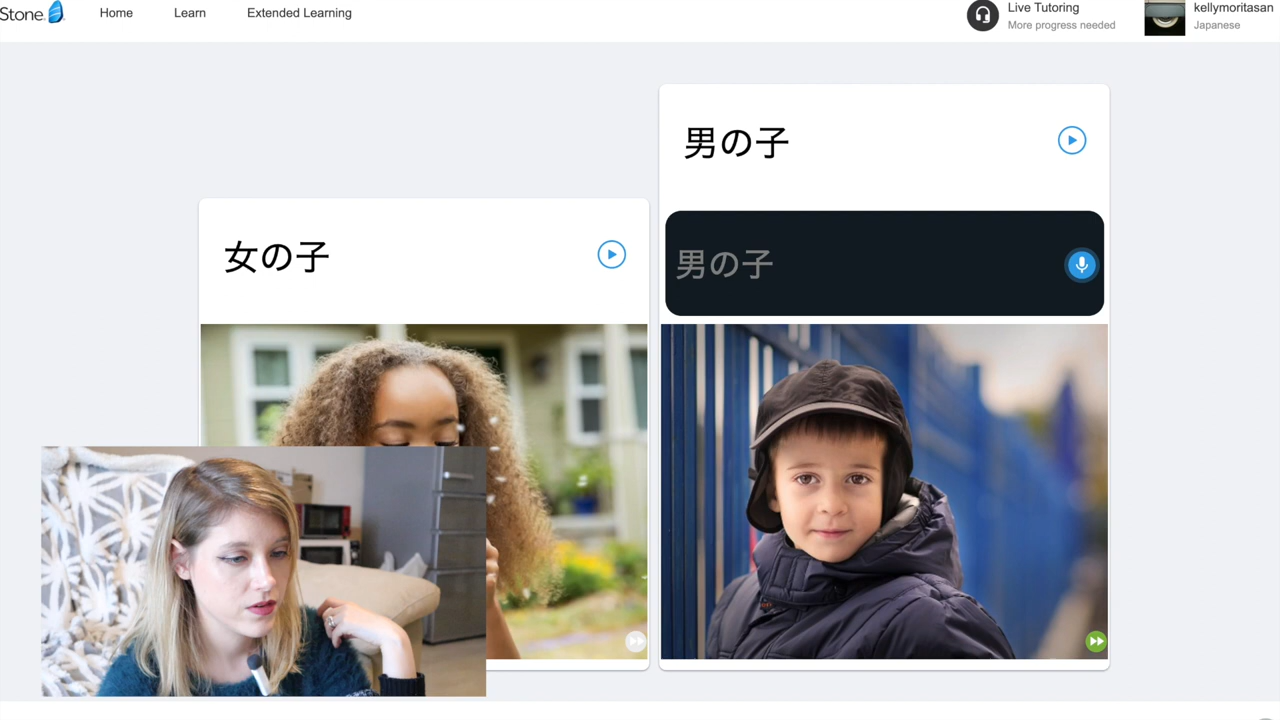 Stone
Home
Learn
Extended Learning
Live Tutoring
More progress needed
kellymoritasan
Japanese
女の子
男の子
男の子